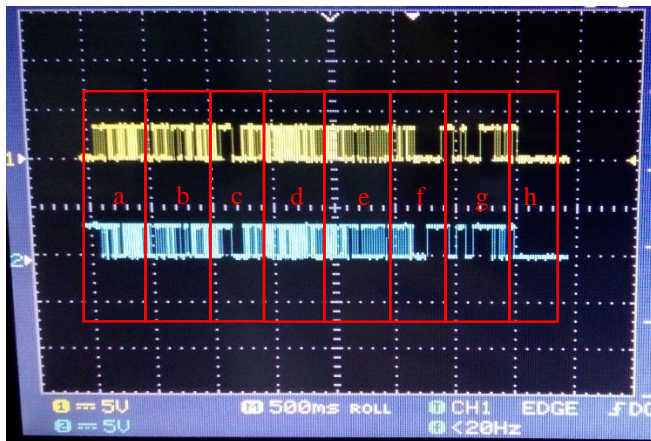 1
a b c d e f g h
2
1 5V M 500ms ROLL T CH1 EDGE DC
2 5V F <20Hz